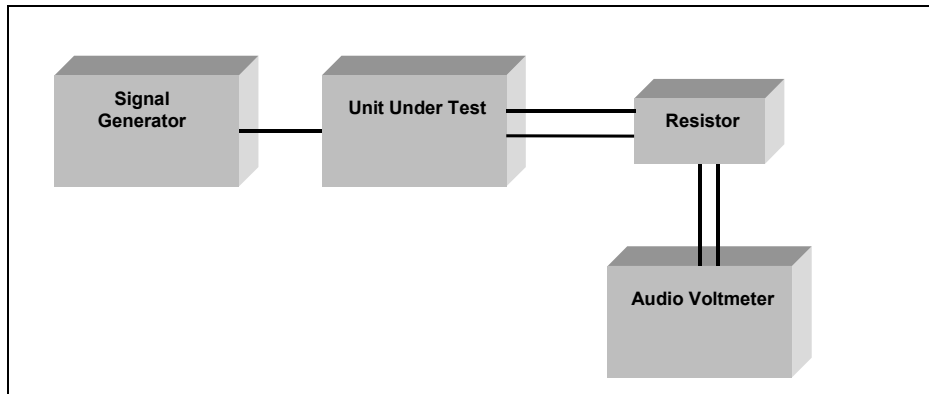 Signal
Generator
Unit Under Test
Resistor
Audio Voltmeter